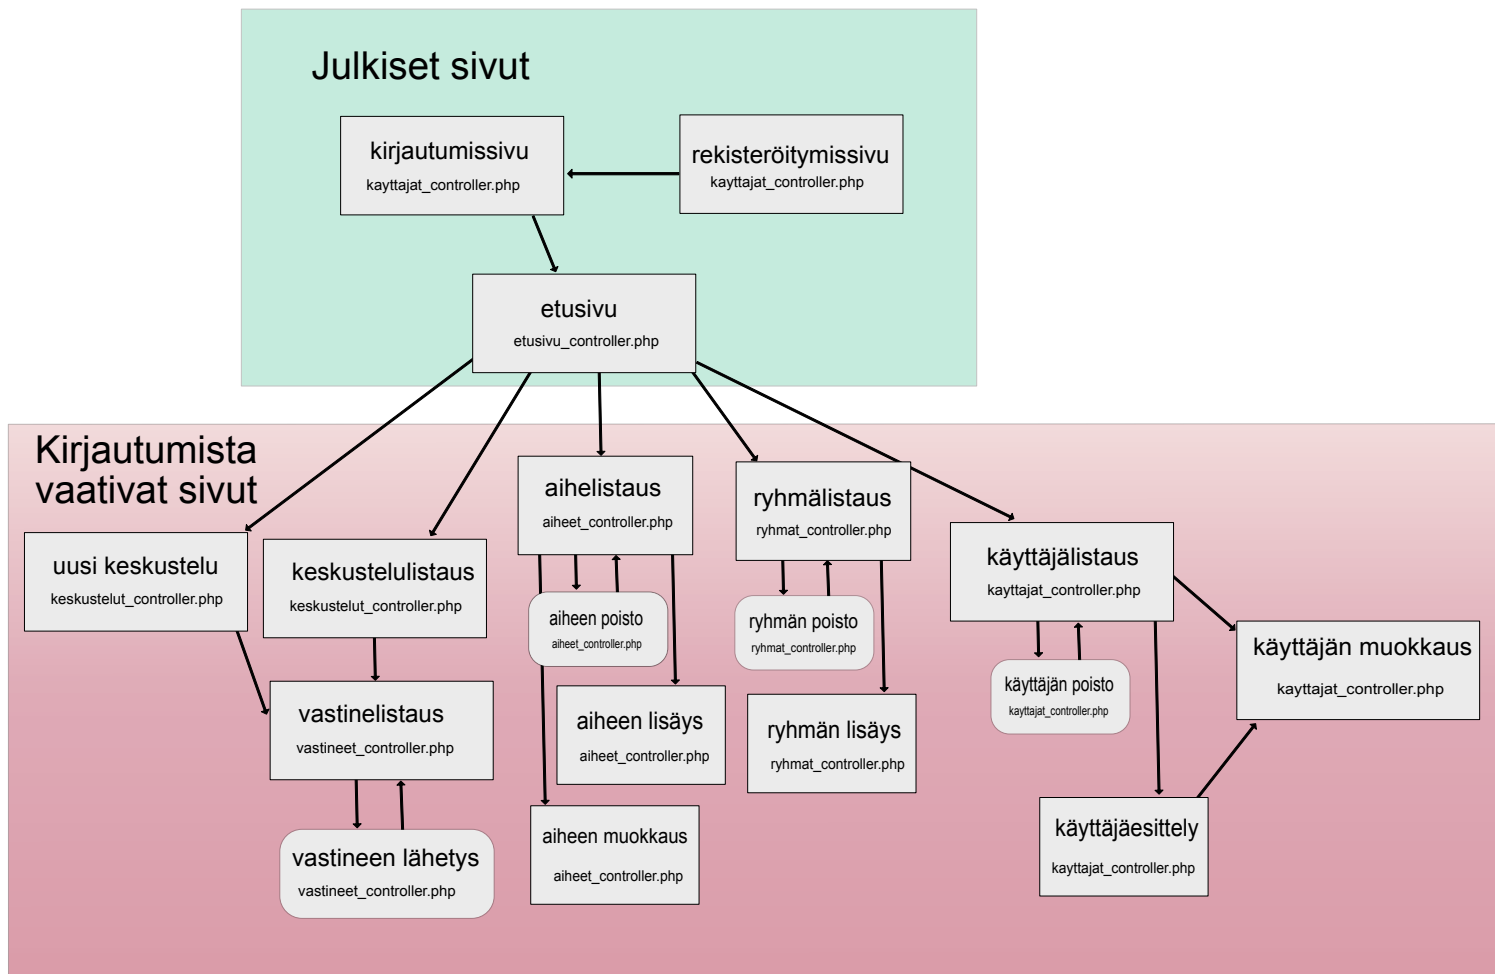 Julkiset sivut
kirjautumissivu
kayttajat_controller.php
rekisteröitymissivu
kayttajat_controller.php
etusivu
etusivu_controller.php
Kirjautumista
vaativat sivut
uusi keskustelu
keskustelut_controller.php
keskustelulistaus
keskustelut_controller.php
aihelistaus
aiheet_controller.php
ryhmälistaus
ryhmat_controller.php
käyttäjälistaus
kayttajat_controller.php
aiheen poisto
aiheet_controller.php
ryhmän poisto
ryhmat_controller.php
käyttäjän poisto
kayttajat_controller.php
käyttäjän muokkaus
kayttajat_controller.php
vastinelistaus
vastineet_controller.php
aiheen lisäys
aiheet_controller.php
ryhmän lisäys
ryhmat_controller.php
vastineen lähetys
vastineet_controller.php
aiheen muokkaus
aiheet_controller.php
käyttäjäesittely
kayttajat_controller.php